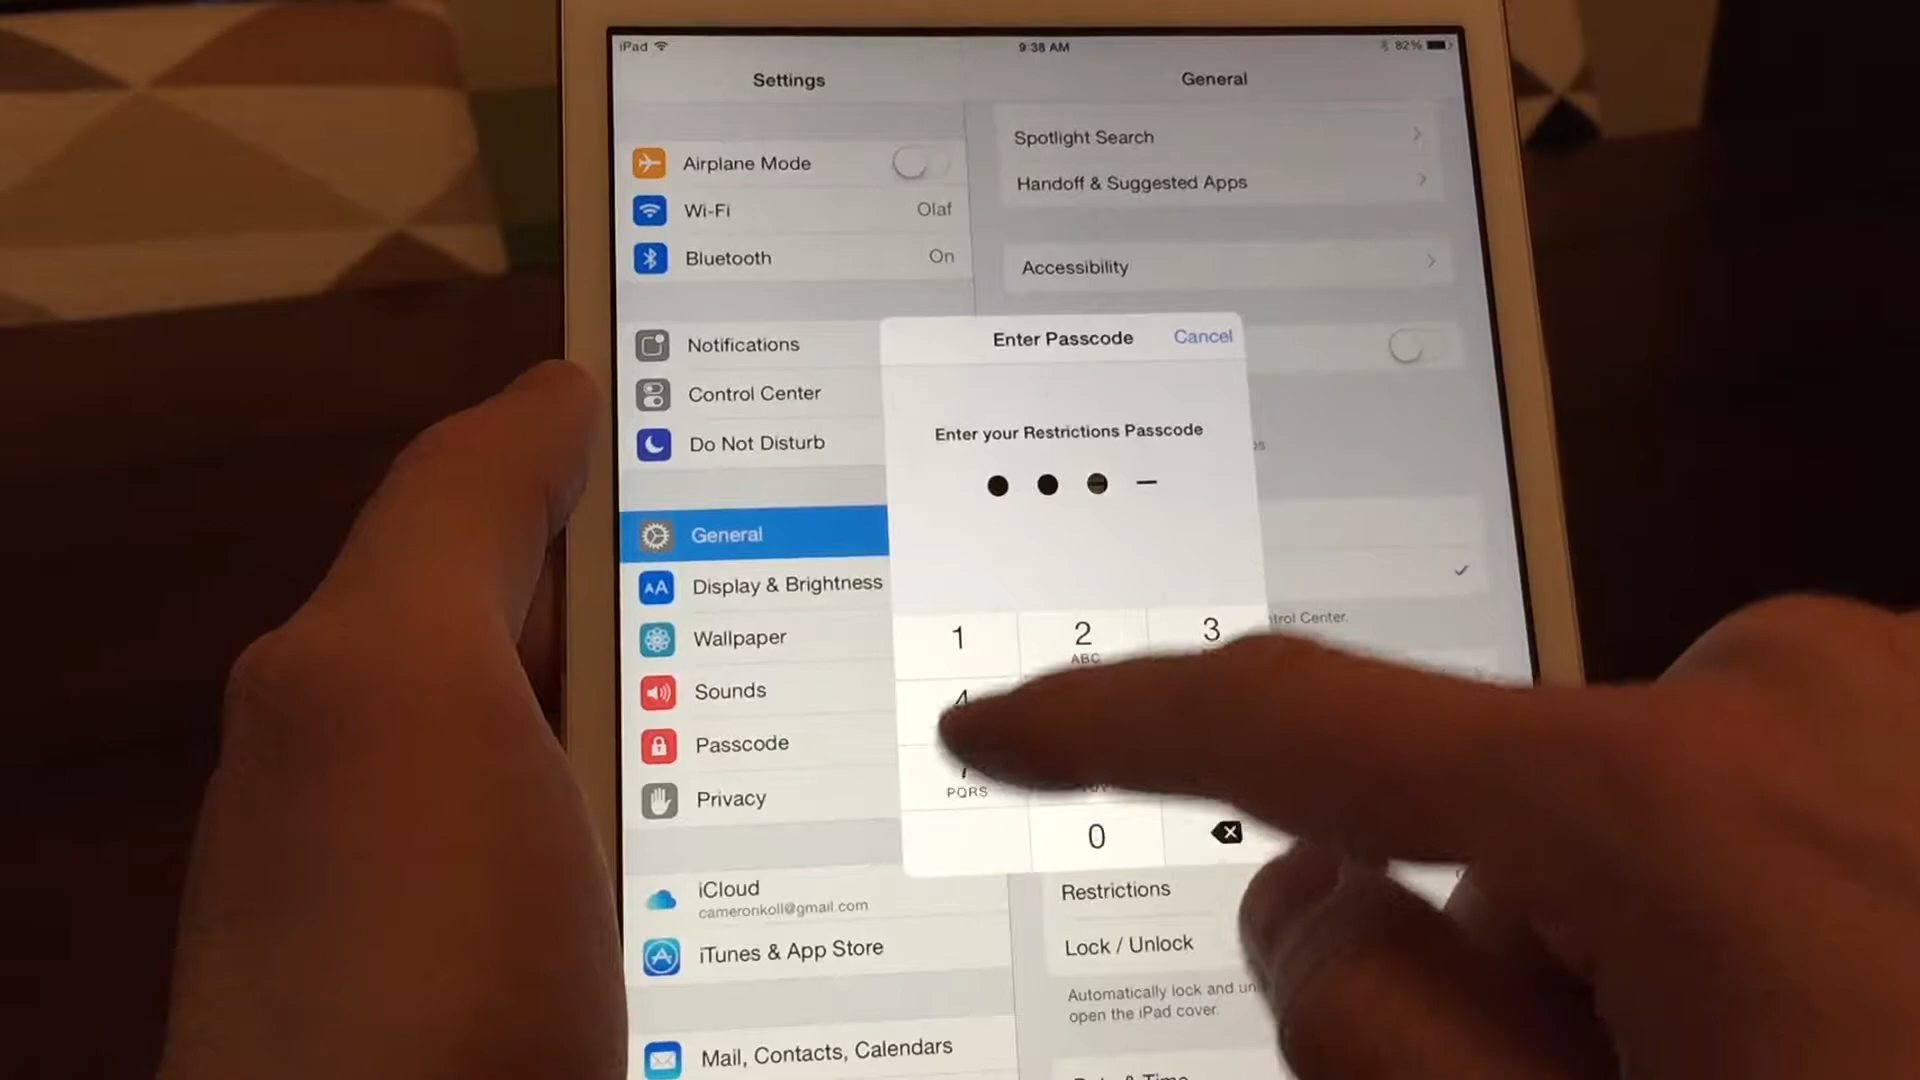 iPad
9:38 AM
82%
Settings
General
Airplane Mode
Wi-Fi Olaf
Bluetooth On
Notifications
Control Center
Do Not Disturb
General
Display & Brightness
Wallpaper
Sounds
Passcode
Privacy
iCloud
cameronkoll@gmail.com
iTunes & App Store
Mail, Contacts, Calendars
Spotlight Search
Handoff & Suggested Apps
Accessibility
Enter Passcode Cancel
Enter your Restrictions Passcode
1 2 3
ABC
4
7
PQRS
0
Control Center.
Restrictions
Lock / Unlock
Automatically lock and
open the iPad cover.